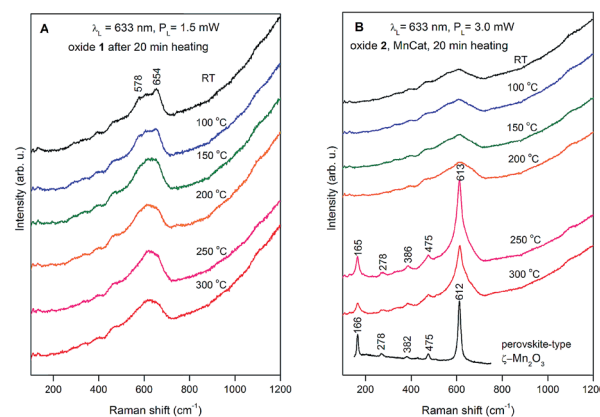 A
λL = 633 nm, PL = 1.5 mW
oxide 1 after 20 min heating
578
654
RT
100 °C
150 °C
200 °C
250 °C
300 °C
Intensity (arb. u.)
200 400 600 800 1000 1200
Raman shift (cm-1)
B
λL = 633 nm, PL = 3.0 mW
oxide 2, MnCat, 20 min heating
RT
100 °C
150 °C
200 °C
613
250 °C
165
278
386
475
300 °C
612
166
278
382
475
perovskite-type
ζ–Mn2O3
Intensity (arb. u.)
200 400 600 800 1000 1200
Raman shift (cm-1)